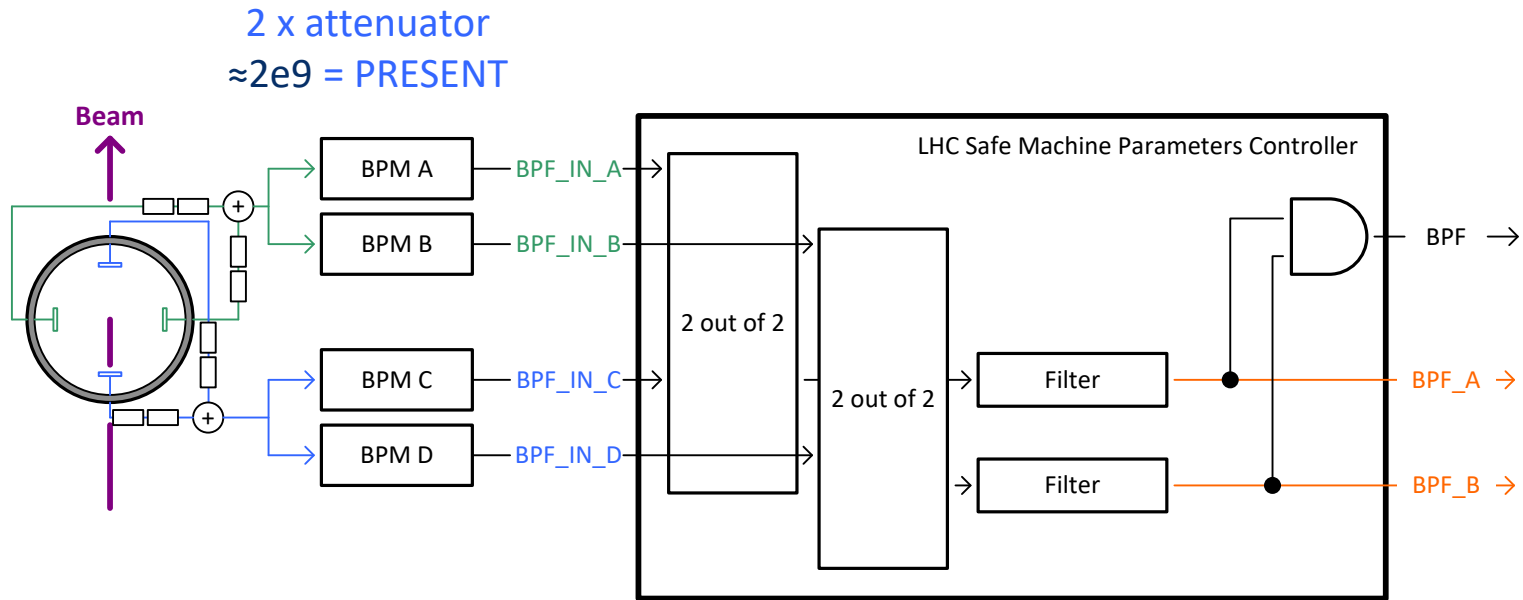 2 x attenuator
≈2e9 = PRESENT
Beam
LHC Safe Machine Parameters Controller
BPM A
BPF_IN_A
+
BPM B
BPF_IN_B
BPF
2 out of 2
BPM C
BPF_IN_C
2 out of 2
Filter
BPF_A
+
BPM D
BPF_IN_D
Filter
BPF_B